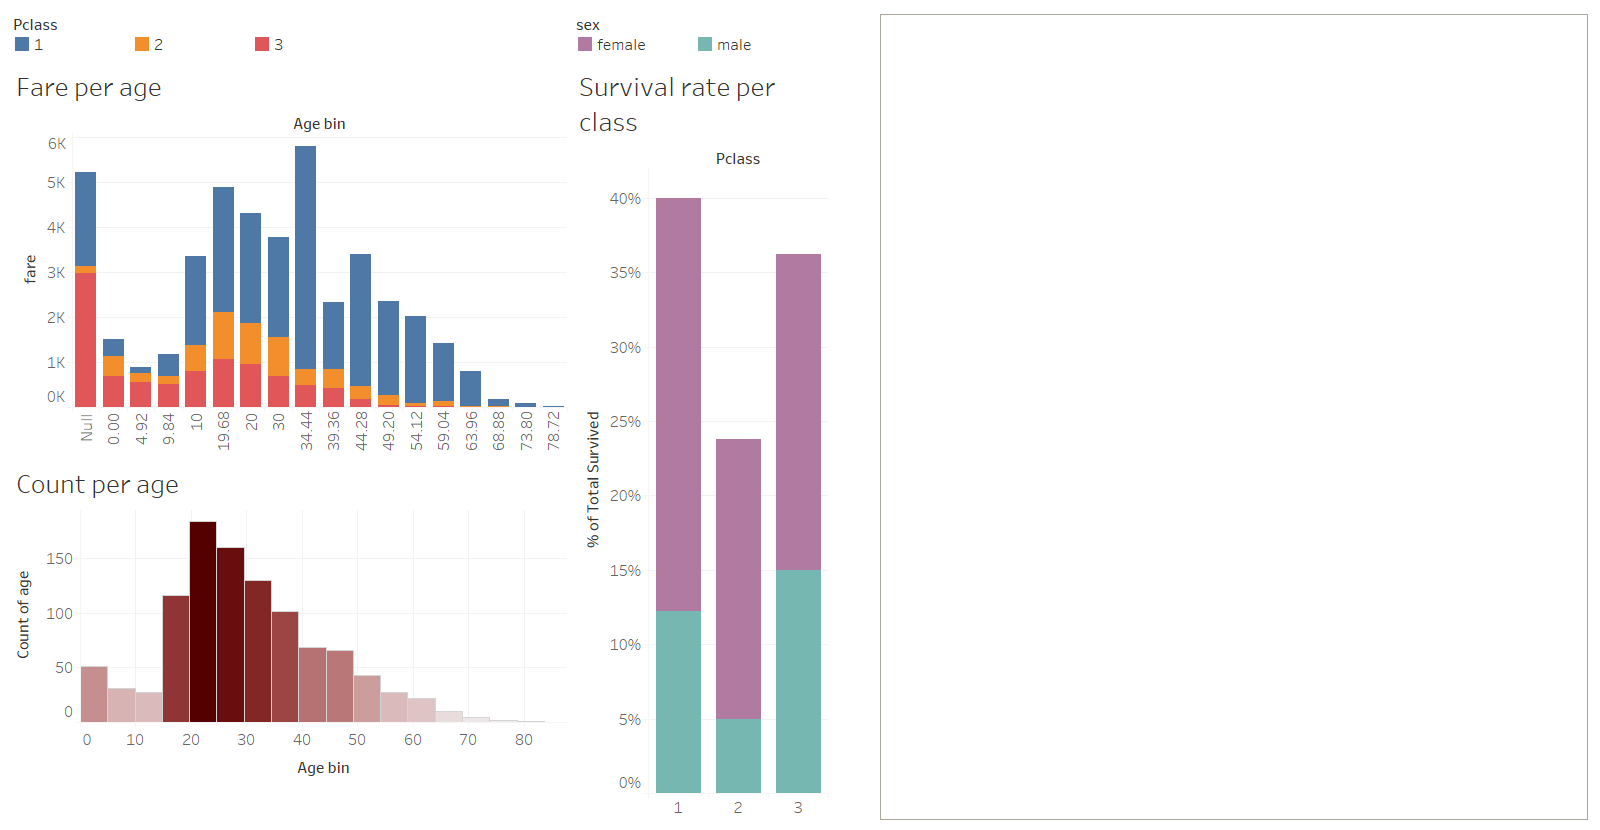 Pclass
1 2 3
Fare per age
Age bin
6K
5K
4K
3K
2K
1K
0K
fare
Null 0.00 4.92 9.84 10 19.68 20 30 34.44 39.36 44.28 49.20 54.12 59.04 63.96 68.88 73.80 78.72
Count per age
150
100
50
0
Count of age
0 10 20 30 40 50 60 70 80
Age bin
sex
female male
Survival rate per
class
Pclass
40%
35%
30%
25%
20%
15%
10%
5%
0%
% of Total Survived
1 2 3